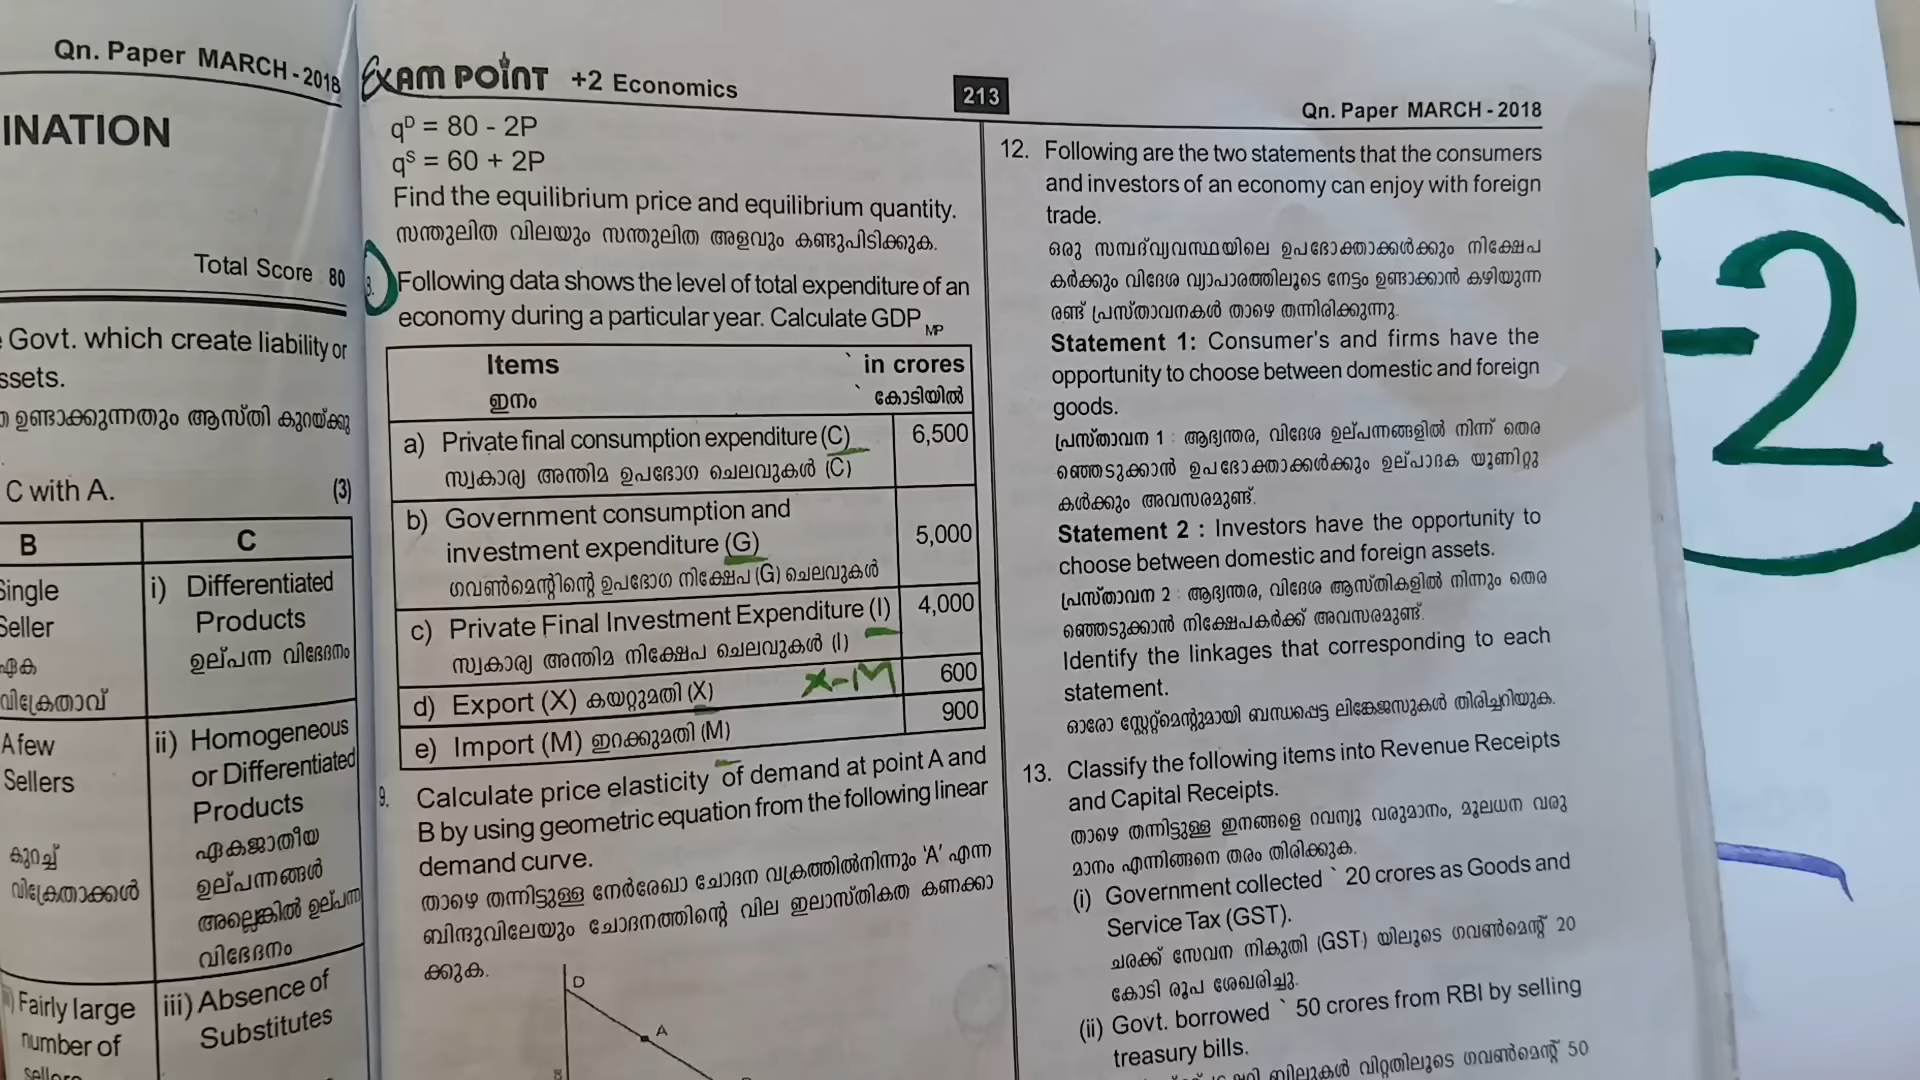 Qn. Paper MARCH - 2018
INATION
Total Score 80
Govt. which create liability or
ssets.
ഉണ്ടാക്കുന്നതും ആസ്തി കുറയ്ക്കു
C with A. (3)
B C
Single
Seller
ഏക
വിക്രേതാവ്
i) Differentiated
Products
ഉല്പന്ന വിഭേദനം
A few
Sellers
കുറച്ച്
വിക്രേതാക്കൾ
ii) Homogeneous
or Differentiated
Products
ഏകജാതീയ
ഉല്പന്നങ്ങൾ
അല്ലെങ്കിൽ ഉല്പന്ന
വിഭേദനം
Fairly large
number of
sellers
iii) Absence of
Substitutes
EXAM POINT +2 Economics
213
Qn. Paper MARCH - 2018
qD = 80 - 2P
qS = 60 + 2P
Find the equilibrium price and equilibrium quantity.
സന്തുലിത വിലയും സന്തുലിത അളവും കണ്ടുപിടിക്കുക.
8. Following data shows the level of total expenditure of an
economy during a particular year. Calculate GDP MP
Items ` in crores
ഇനം ` കോടിയിൽ
a) Private final consumption expenditure (C) 6,500
സ്വകാര്യ അന്തിമ ഉപഭോഗ ചെലവുകൾ (C)
b) Government consumption and
investment expenditure (G) 5,000
ഗവൺമെന്റിന്റെ ഉപഭോഗ നിക്ഷേപ (G) ചെലവുകൾ
c) Private Final Investment Expenditure (I) 4,000
സ്വകാര്യ അന്തിമ നിക്ഷേപ ചെലവുകൾ (I)
d) Export (X) കയറ്റുമതി (X) X-M 600
e) Import (M) ഇറക്കുമതി (M) 900
9. Calculate price elasticity of demand at point A and
B by using geometric equation from the following linear
demand curve.
താഴെ തന്നിട്ടുള്ള നേർരേഖാ ചോദന വക്രത്തിൽനിന്നും 'A' എന്ന
ബിന്ദുവിലേയും ചോദനത്തിന്റെ വില ഇലാസ്തികത കണക്കാ
ക്കുക.
D
A
12. Following are the two statements that the consumers
and investors of an economy can enjoy with foreign
trade.
ഒരു സമ്പദ്‌വ്യവസ്ഥയിലെ ഉപഭോക്താക്കൾക്കും നിക്ഷേപ
കർക്കും വിദേശ വ്യാപാരത്തിലൂടെ നേട്ടം ഉണ്ടാക്കാൻ കഴിയുന്ന
രണ്ട് പ്രസ്താവനകൾ താഴെ തന്നിരിക്കുന്നു.
Statement 1: Consumer's and firms have the
opportunity to choose between domestic and foreign
goods.
പ്രസ്താവന 1 : ആഭ്യന്തര, വിദേശ ഉല്പന്നങ്ങളിൽ നിന്ന് തെര
ഞ്ഞെടുക്കാൻ ഉപഭോക്താക്കൾക്കും ഉല്പാദക യൂണിറ്റു
കൾക്കും അവസരമുണ്ട്.
Statement 2 : Investors have the opportunity to
choose between domestic and foreign assets.
പ്രസ്താവന 2 : ആഭ്യന്തര, വിദേശ ആസ്തികളിൽ നിന്നും തെര
ഞ്ഞെടുക്കാൻ നിക്ഷേപകർക്ക് അവസരമുണ്ട്.
Identify the linkages that corresponding to each
statement.
ഓരോ സ്റ്റേറ്റ്മെന്റുമായി ബന്ധപ്പെട്ട ലിങ്കേജസുകൾ തിരിച്ചറിയുക.
13. Classify the following items into Revenue Receipts
and Capital Receipts.
താഴെ തന്നിട്ടുള്ള ഇനങ്ങളെ റവന്യൂ വരുമാനം, മൂലധന വരു
മാനം എന്നിങ്ങനെ തരം തിരിക്കുക.
(i) Government collected ` 20 crores as Goods and
Service Tax (GST).
ചരക്ക് സേവന നികുതി (GST) യിലൂടെ ഗവൺമെന്റ് 20
കോടി രൂപ ശേഖരിച്ചു.
(ii) Govt. borrowed ` 50 crores from RBI by selling
treasury bills.
ബില്ലുകൾ വിറ്റതിലൂടെ ഗവൺമെന്റ് 50
-2